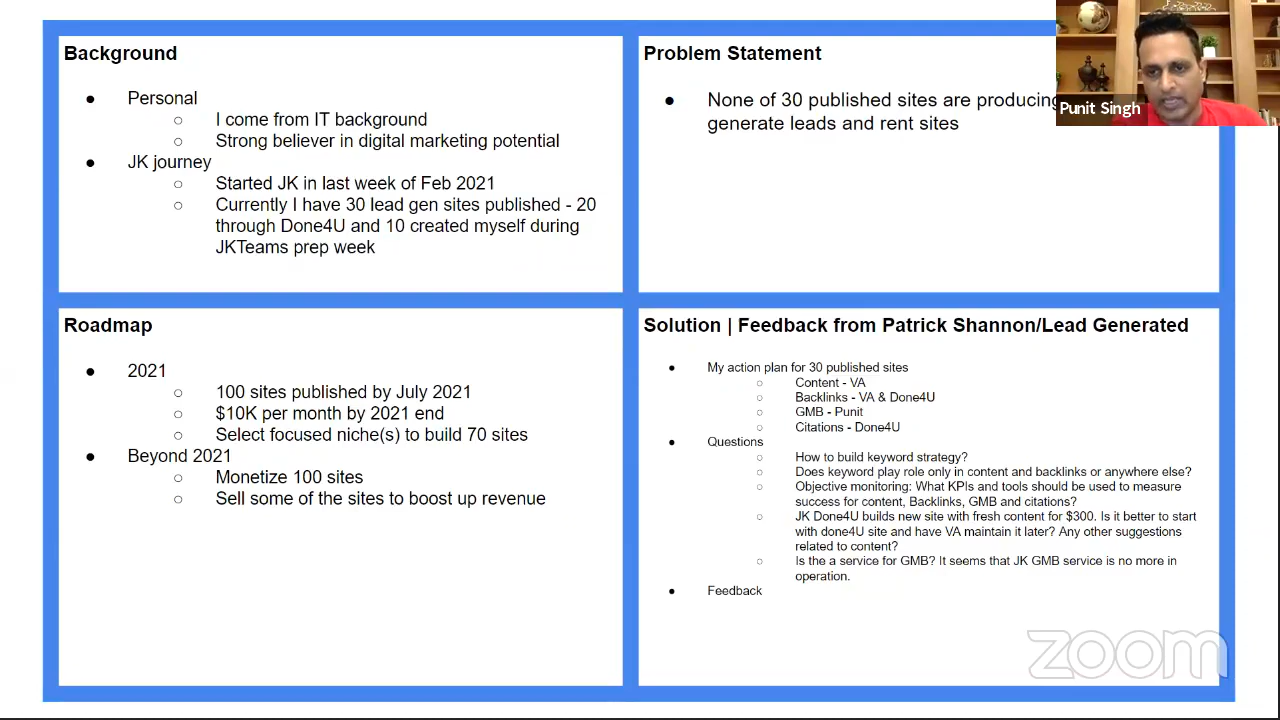 Background
● Personal
○ I come from IT background
○ Strong believer in digital marketing potential
● JK journey
○ Started JK in last week of Feb 2021
○ Currently I have 30 lead gen sites published - 20
through Done4U and 10 created myself during
JKTeams prep week
Problem Statement
● None of 30 published sites are producing
generate leads and rent sites
Punit Singh
Roadmap
● 2021
○ 100 sites published by July 2021
○ $10K per month by 2021 end
○ Select focused niche(s) to build 70 sites
● Beyond 2021
○ Monetize 100 sites
○ Sell some of the sites to boost up revenue
Solution | Feedback from Patrick Shannon/Lead Generated
● My action plan for 30 published sites
○ Content - VA
○ Backlinks - VA & Done4U
○ GMB - Punit
○ Citations - Done4U
● Questions
○ How to build keyword strategy?
○ Does keyword play role only in content and backlinks or anywhere else?
○ Objective monitoring: What KPIs and tools should be used to measure
success for content, Backlinks, GMB and citations?
○ JK Done4U builds new site with fresh content for $300. Is it better to start
with done4U site and have VA maintain it later? Any other suggestions
related to content?
○ Is the a service for GMB? It seems that JK GMB service is no more in
operation.
● Feedback
zoom